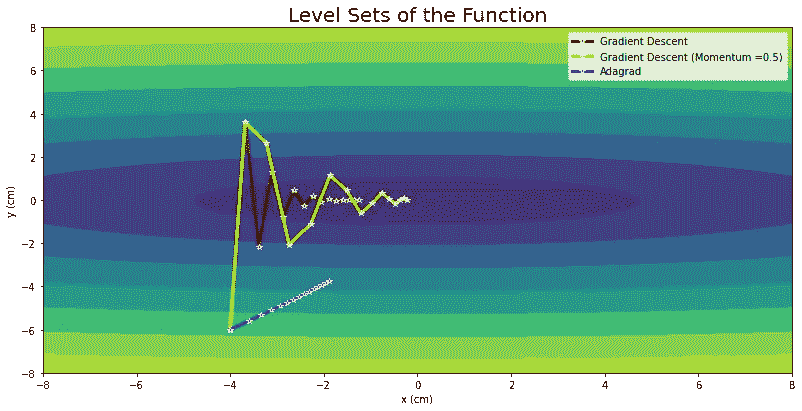 Level Sets of the Function
Gradient Descent
Gradient Descent (Momentum =0.5)
Adagrad
8
6
4
2
0
−2
−4
−6
−8
y (cm)
−8 −6 −4 −2 0 2 4 6 8
x (cm)